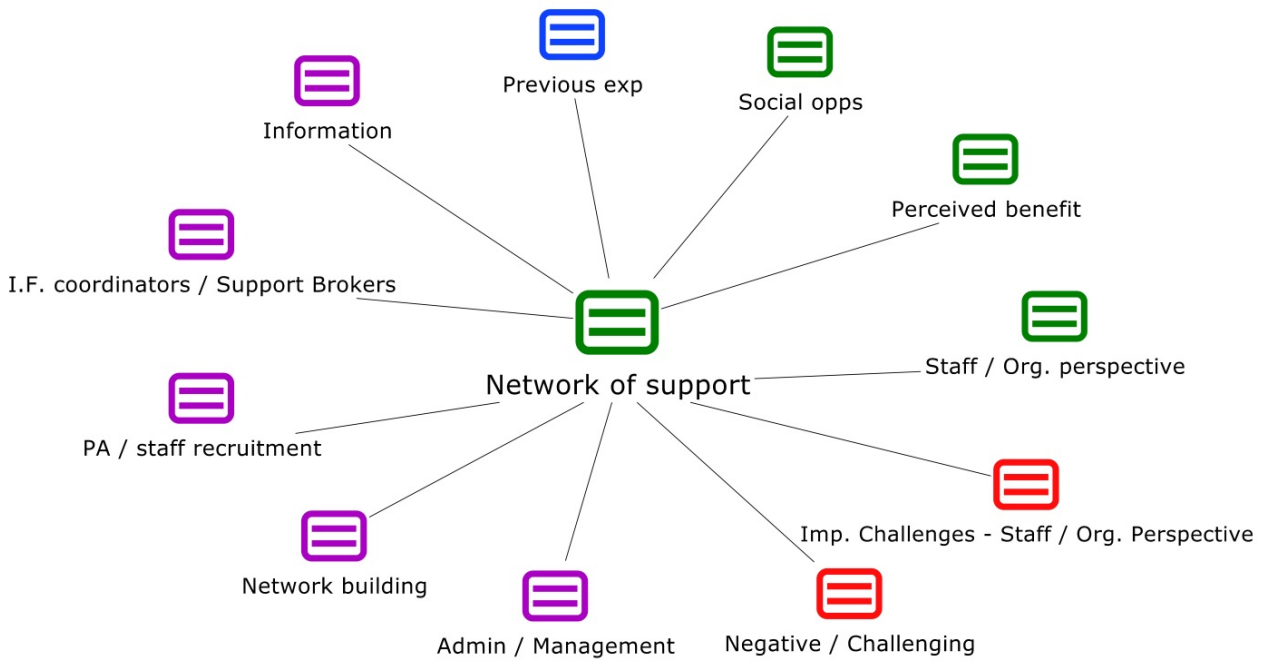 Previous exp
Social opps
Information
Perceived benefit
I.F. coordinators / Support Brokers
Staff / Org. perspective
Network of support
PA / staff recruitment
Imp. Challenges - Staff / Org. Perspective
Network building
Admin / Management
Negative / Challenging